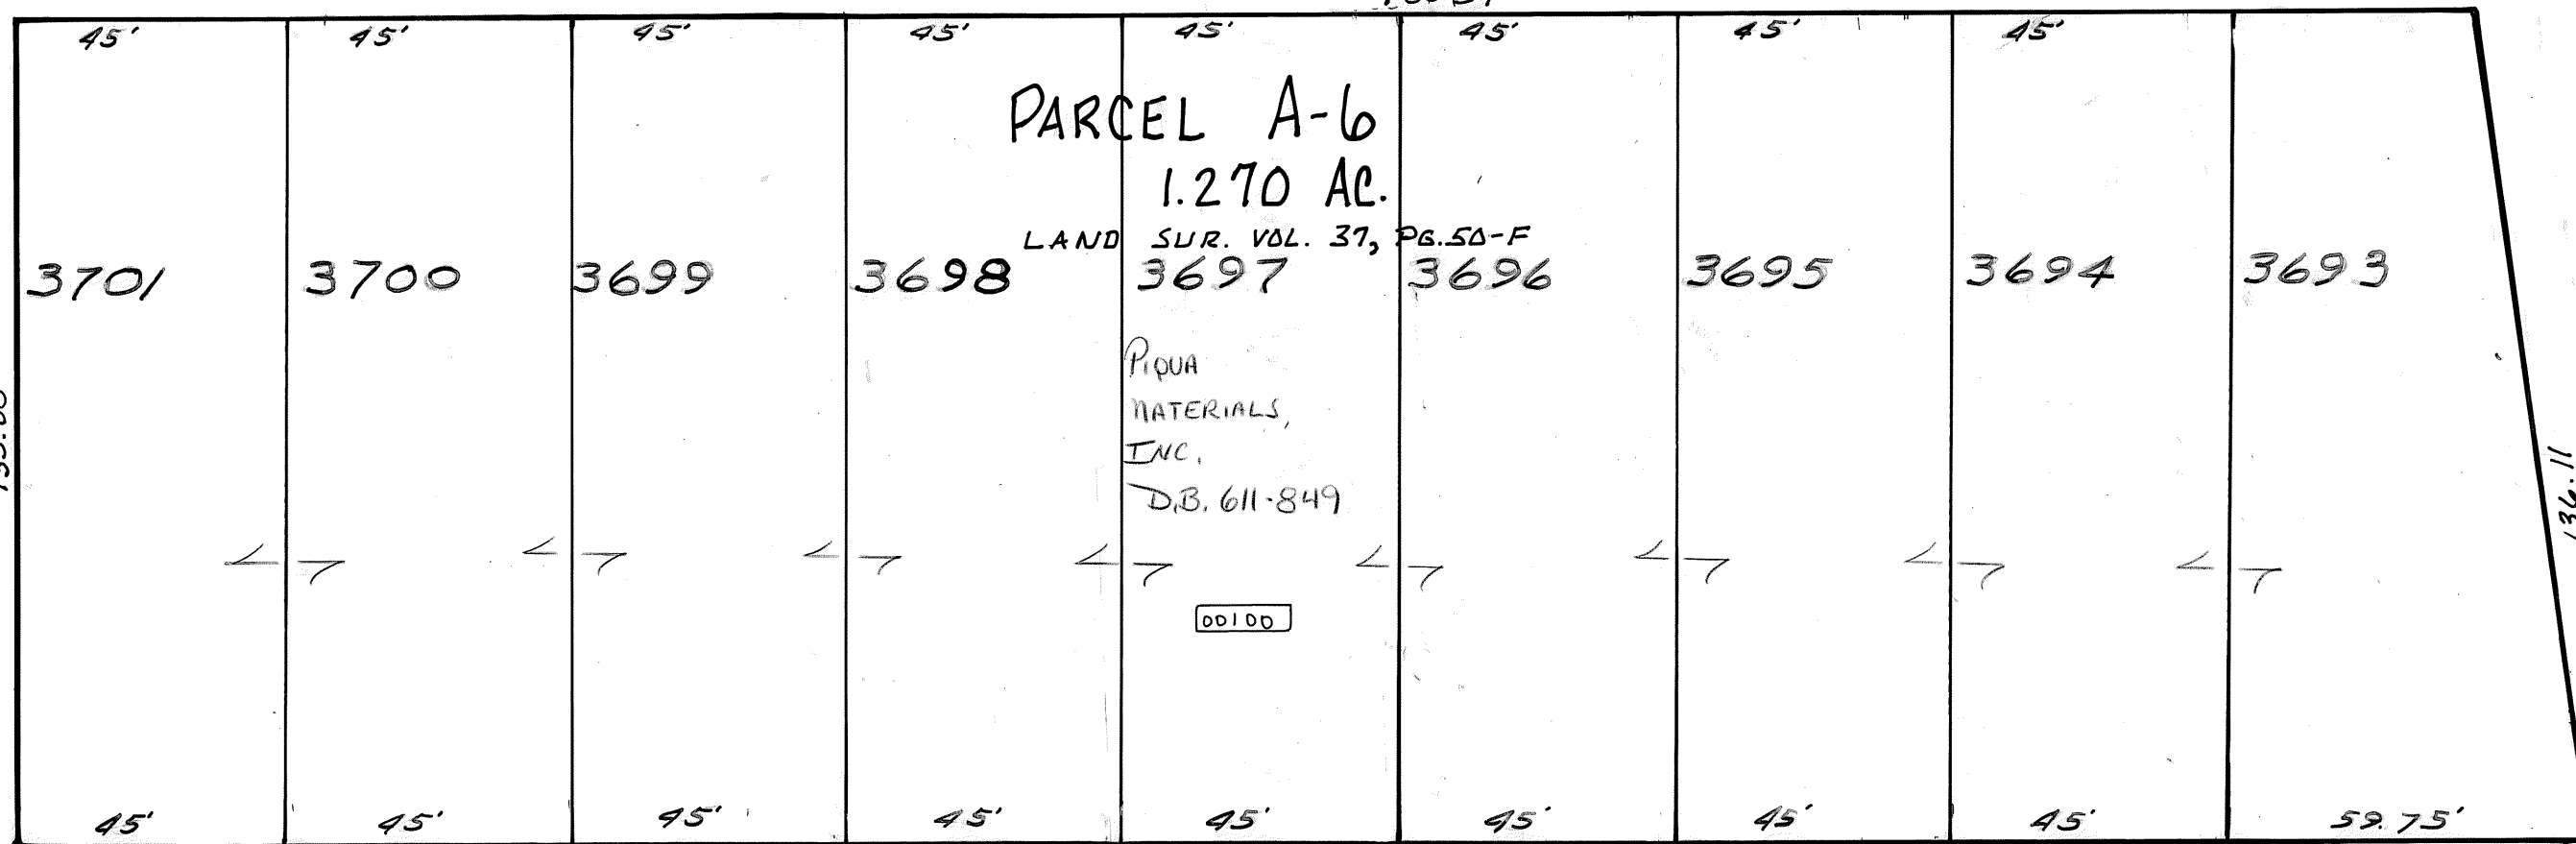 45' 45' 45' 45' 45' 45' 45' 45'
PARCEL A-6
1.270 AC.
LAND SUR. VOL. 37, PG. 50-F
3701 3700 3699 3698 3697 3696 3695 3694 3693
PIQUA
MATERIALS,
INC.
D.B. 611-849
136.11
00100
45' 45' 45' 45' 45' 45' 45' 45' 59.75'